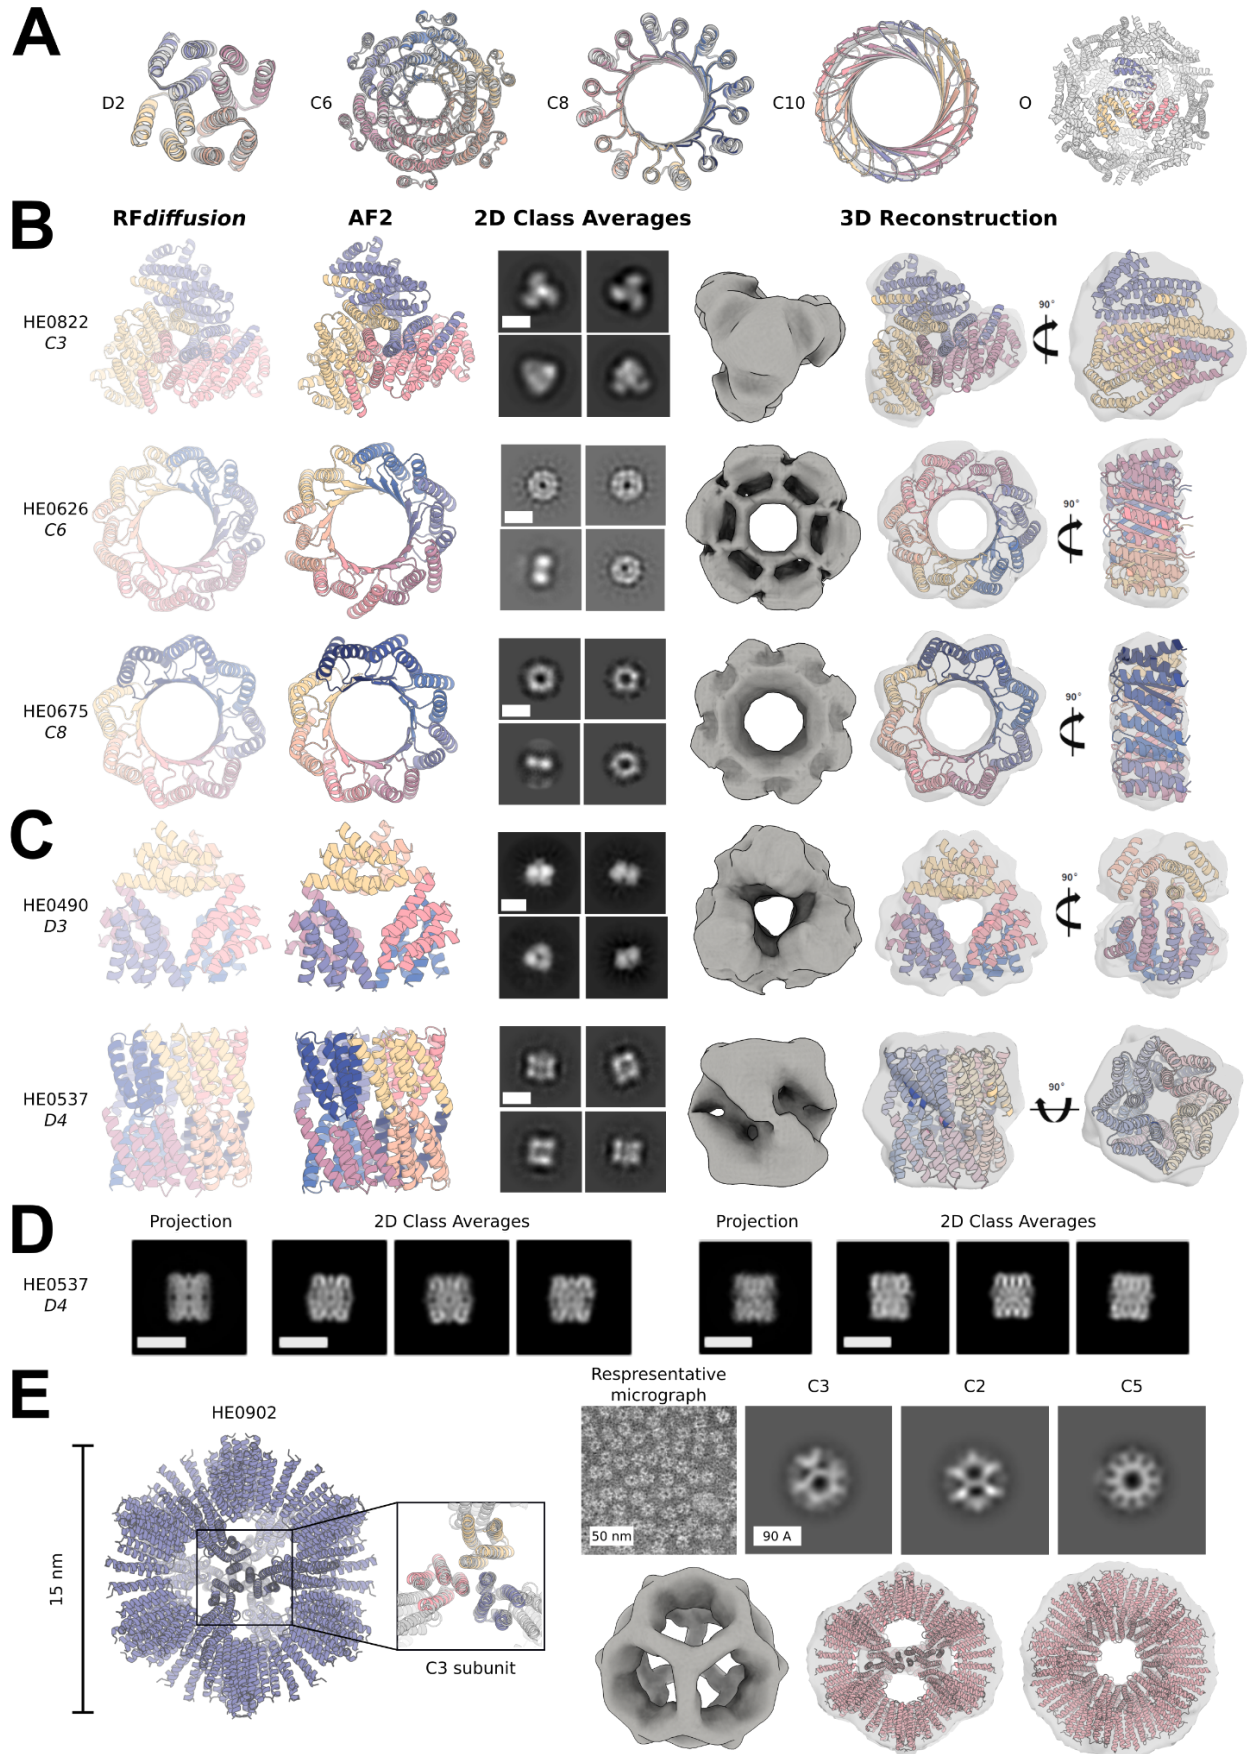 A
D2
C6
C8
C10
O
B
RFdiffusion
AF2
2D Class Averages
3D Reconstruction
HE0822
C3
90°
HE0626
C6
90°
HE0675
C8
90°
C
HE0490
D3
90°
HE0537
D4
90°
D
Projection
2D Class Averages
Projection
2D Class Averages
HE0537
D4
E
HE0902
15 nm
C3 subunit
Respresentative
micrograph
C3
C2
C5
50 nm
90 A